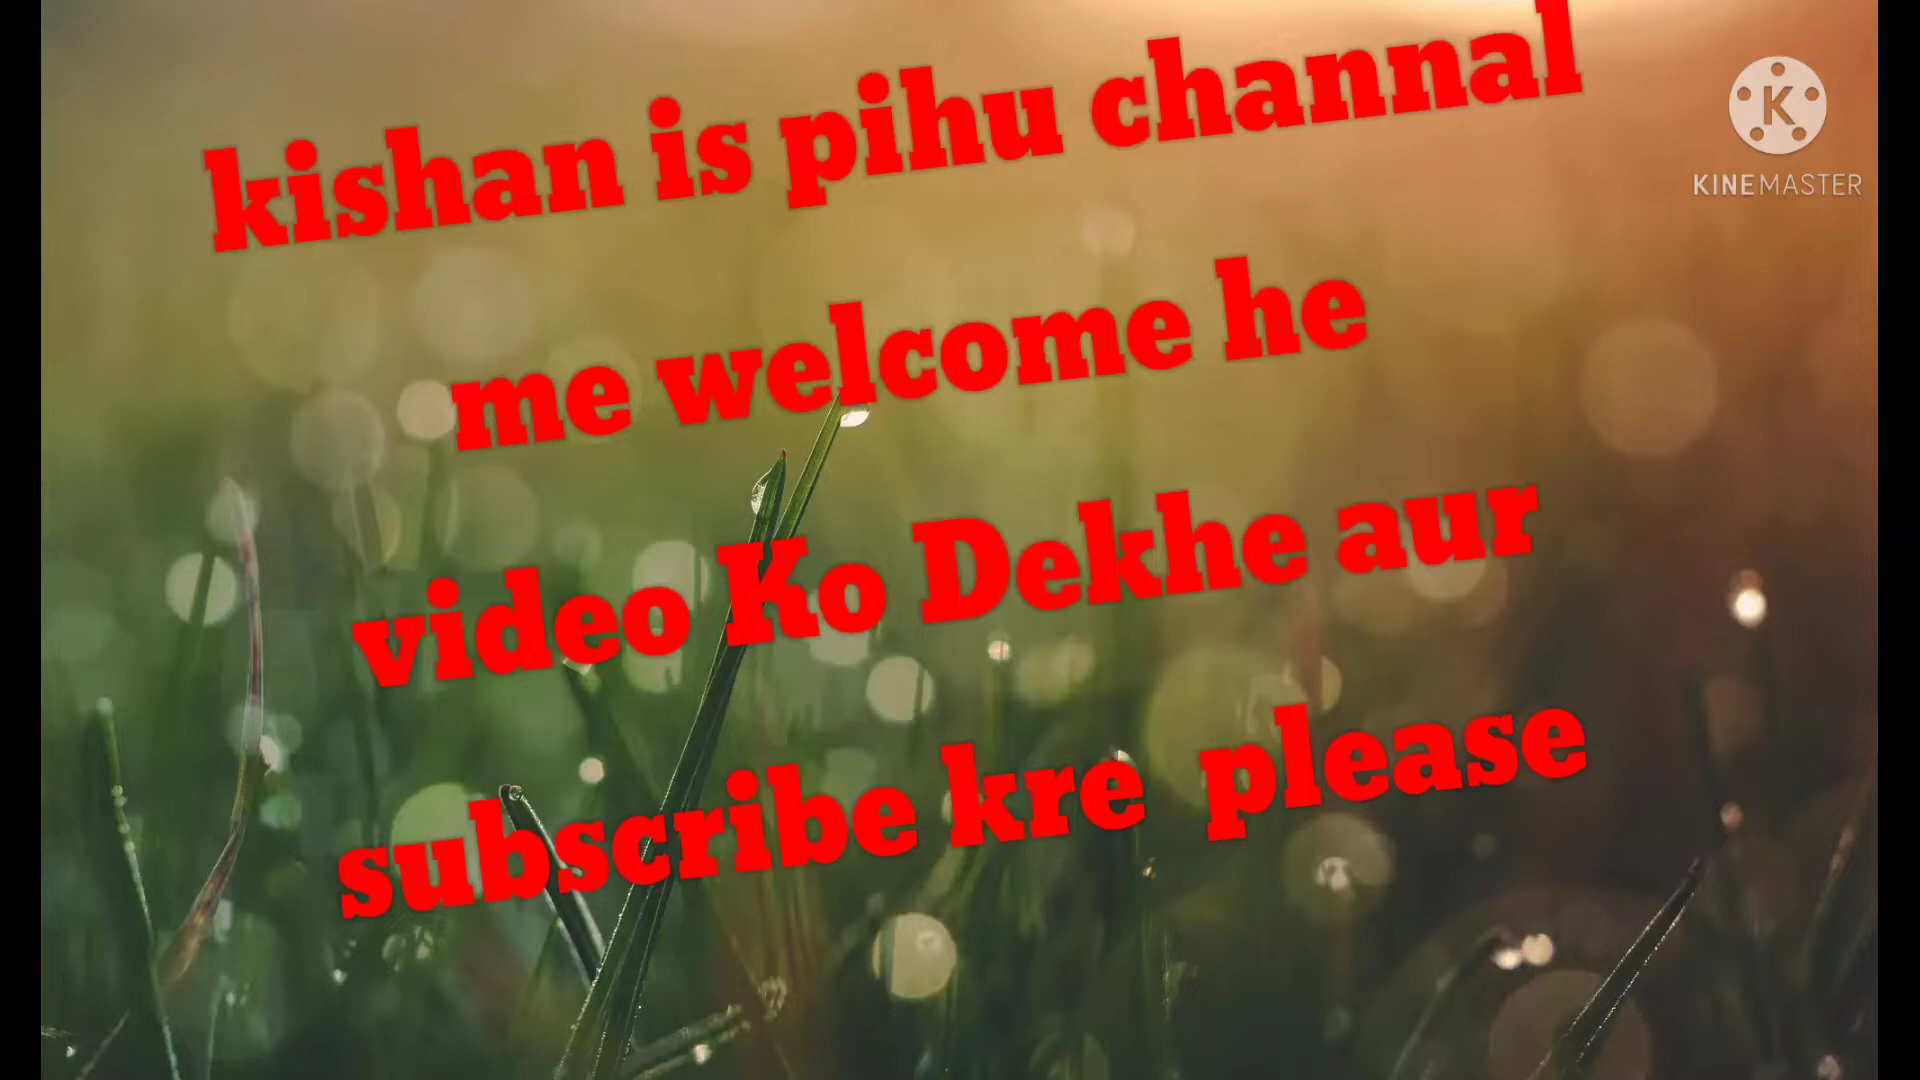 kishan is pihu channal
me welcome he
video Ko Dekhe aur
subscribe kre please
K
KINEMASTER